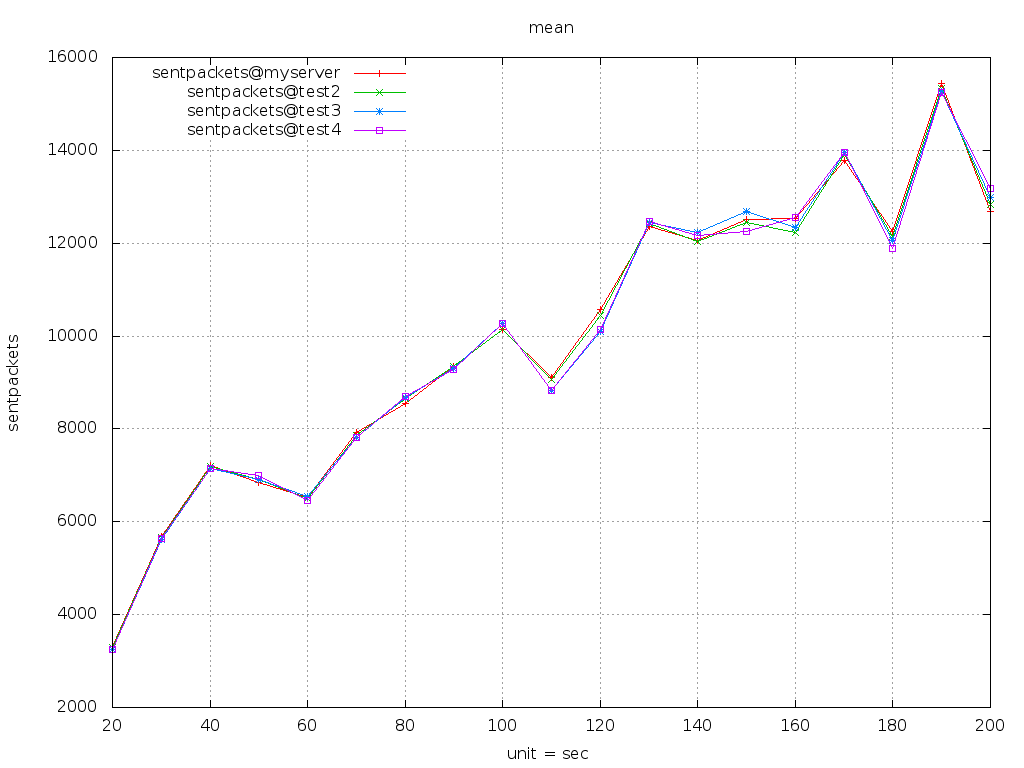 mean
16000
14000
12000
10000
8000
6000
4000
2000
sentpackets
sentpackets@myserver
sentpackets@test2
sentpackets@test3
sentpackets@test4
20 40 60 80 100 120 140 160 180 200
unit = sec